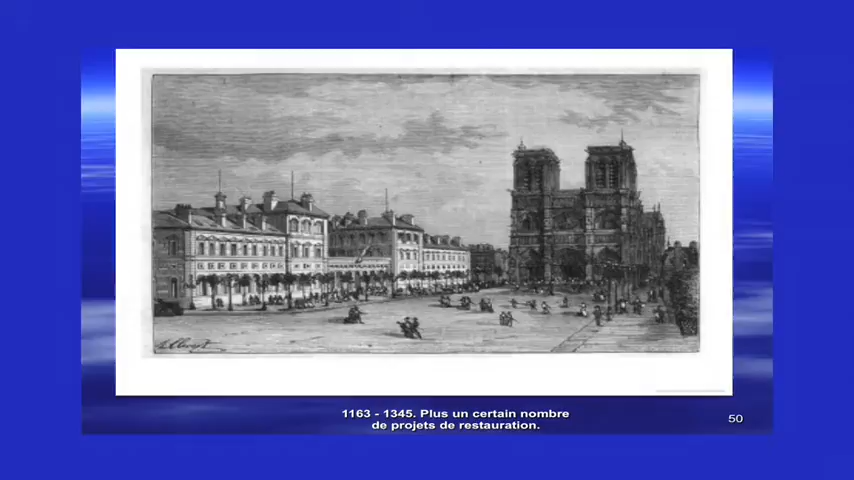 1163 - 1345. Plus un certain nombre
de projets de restauration.
50